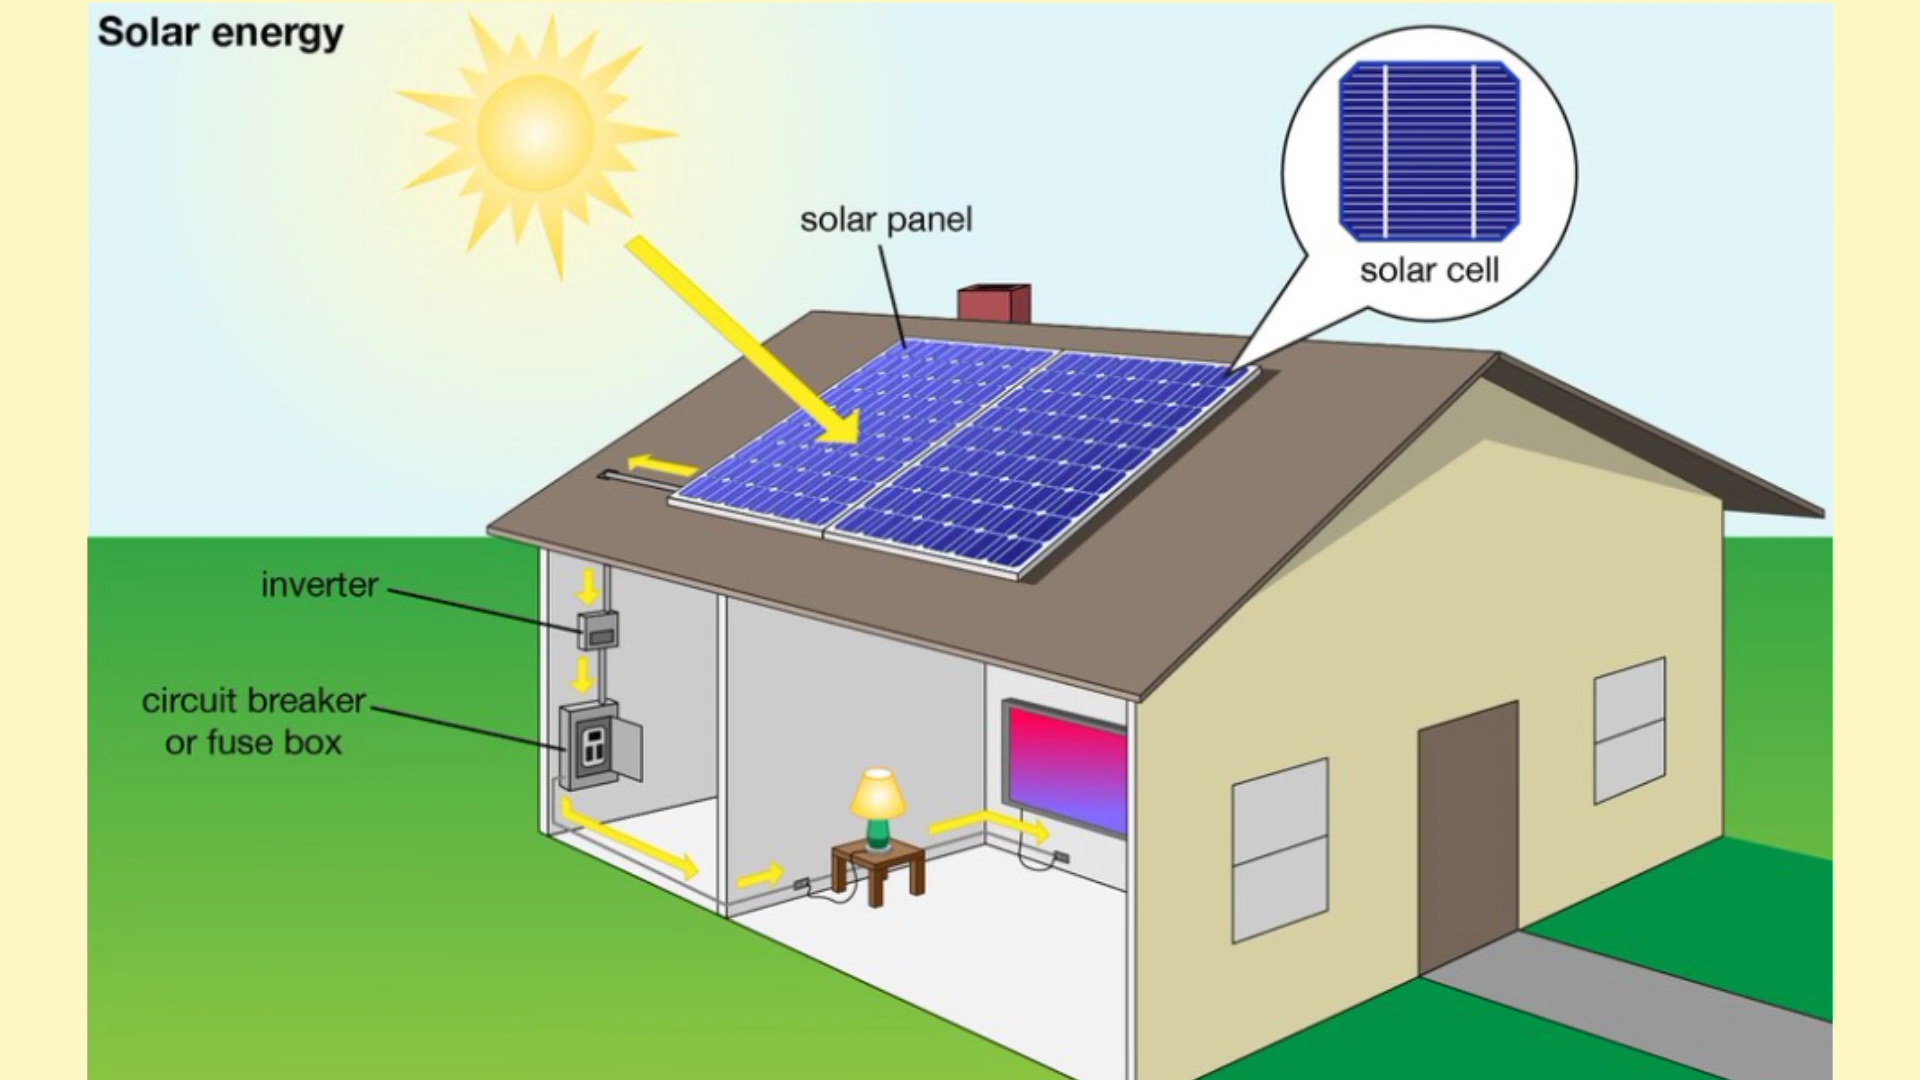 Solar energy
solar panel
solar cell
inverter
circuit breaker
or fuse box